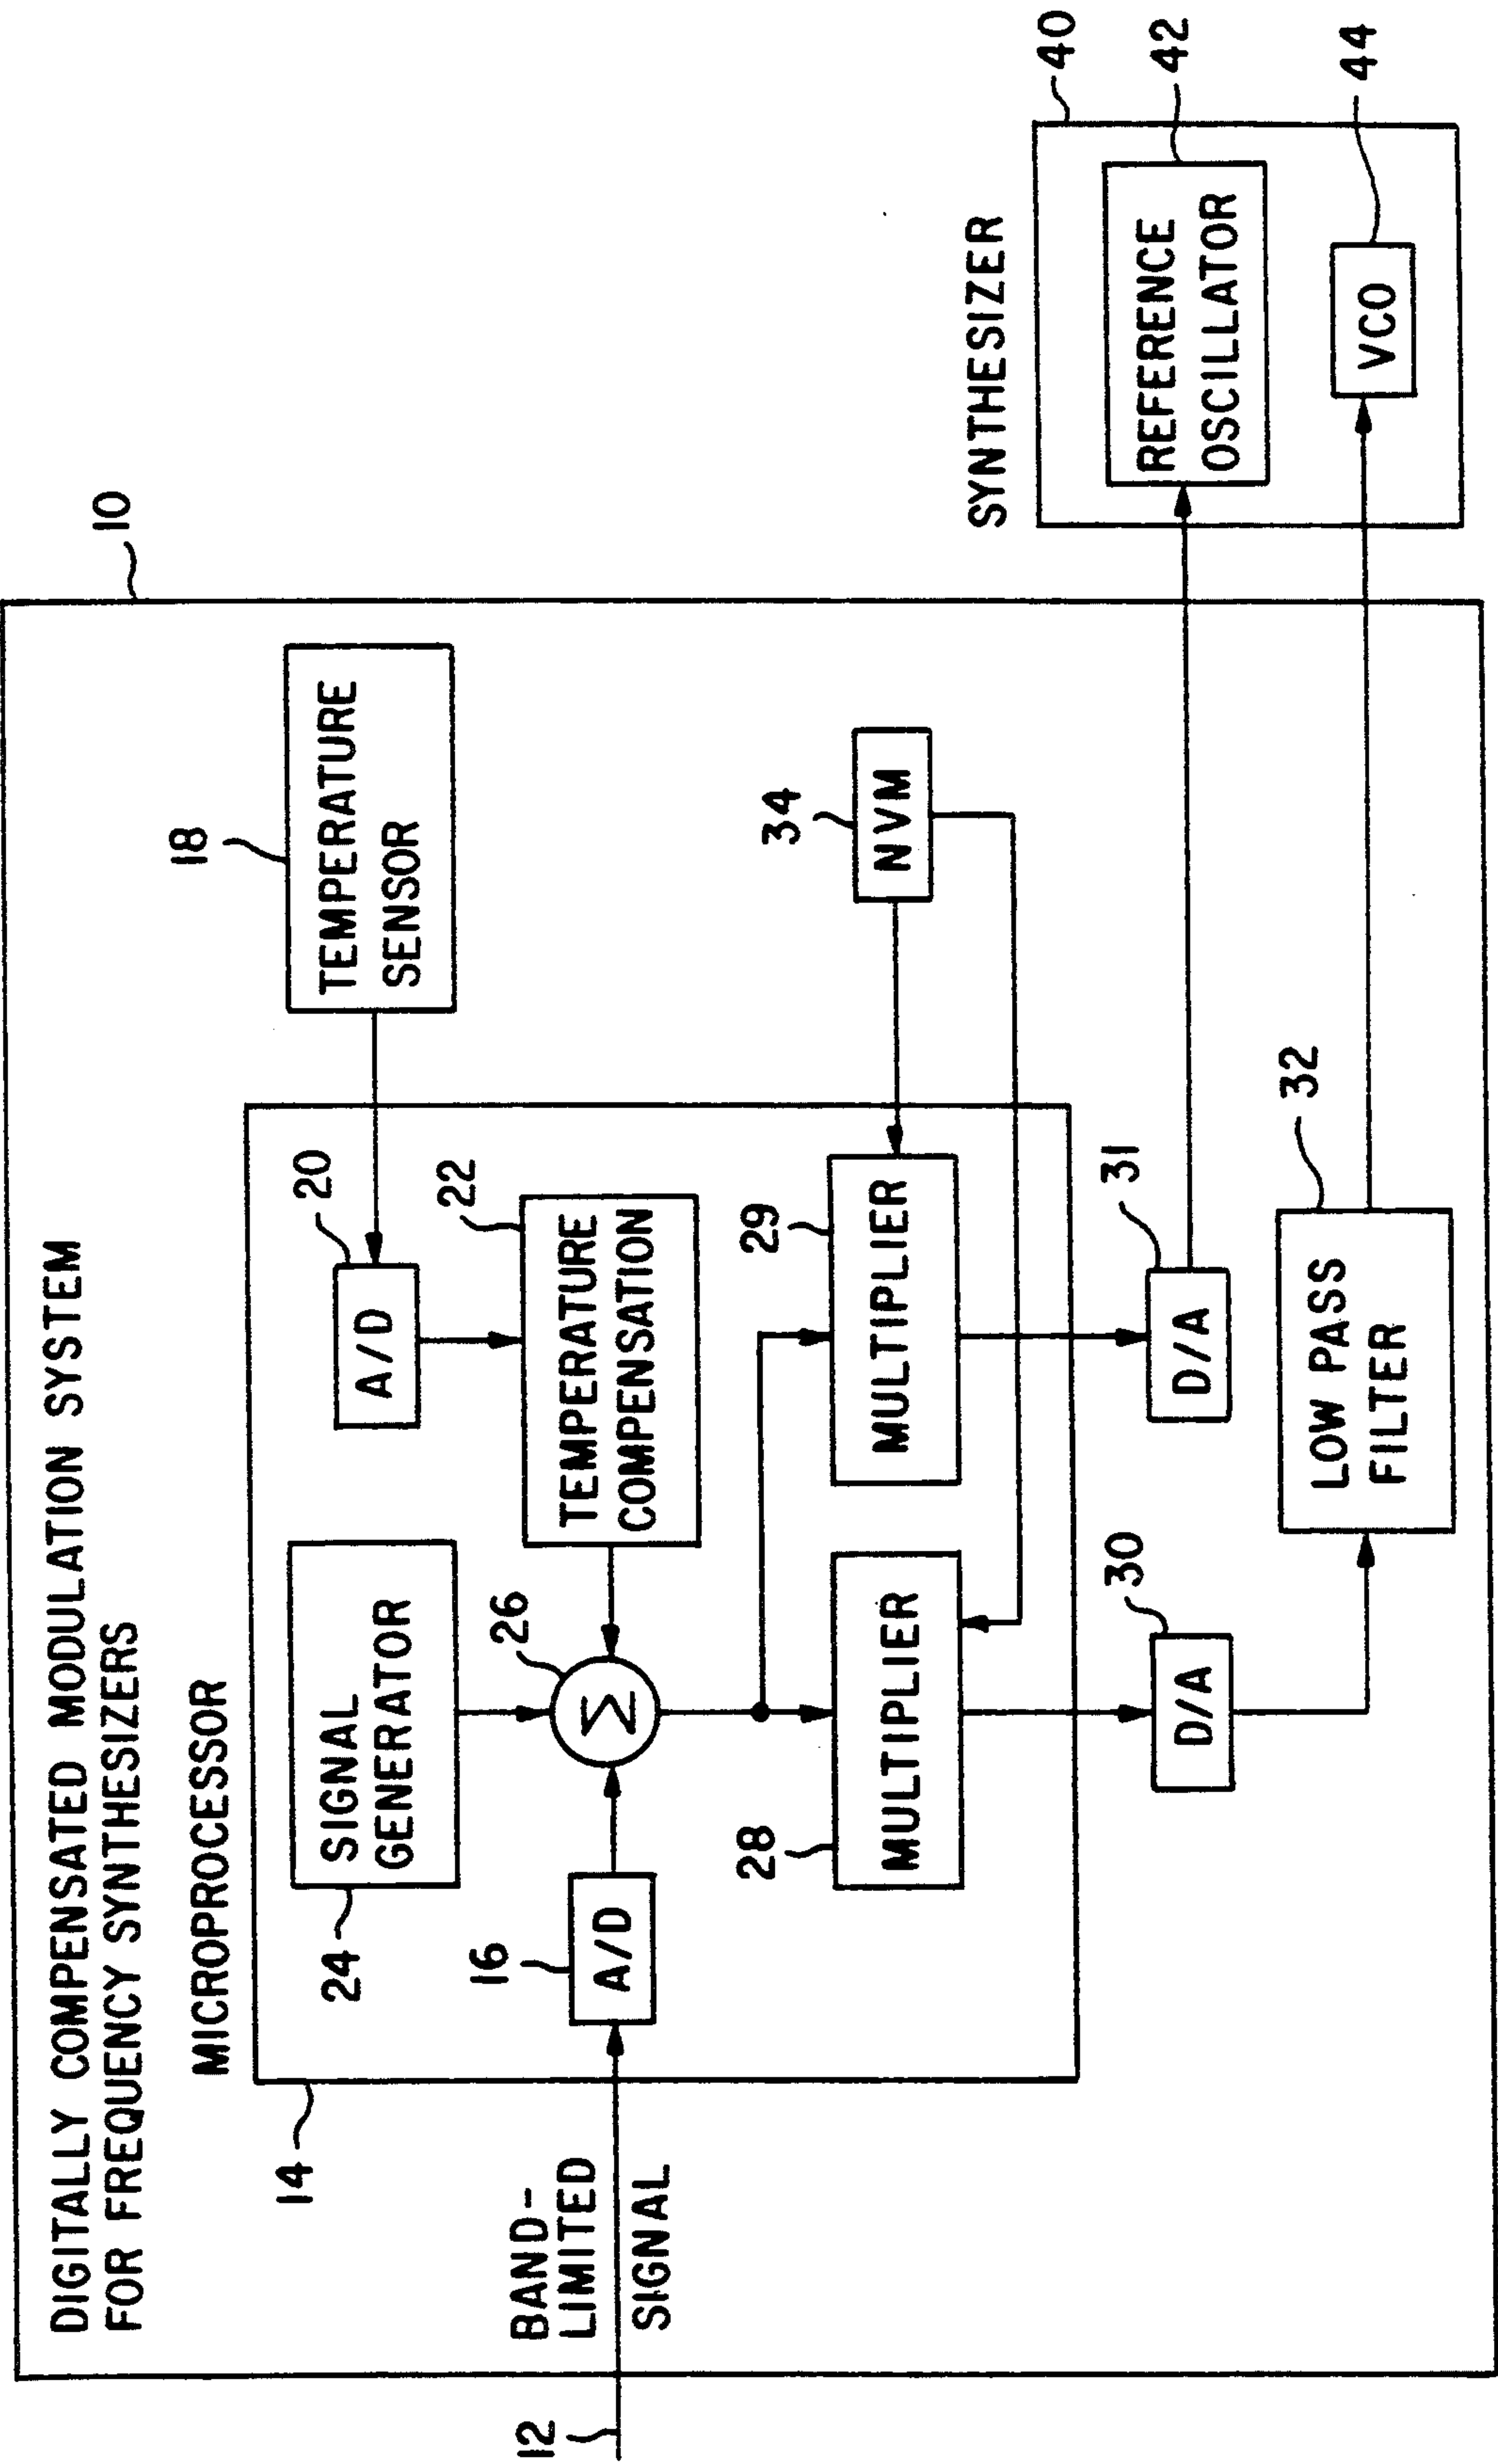 DIGITALLY COMPENSATED MODULATION SYSTEM
FOR FREQUENCY SYNTHESIZERS
10
MICROPROCESSOR
14
SIGNAL
GENERATOR
24
A/D
20
TEMPERATURE
SENSOR
18
TEMPERATURE
COMPENSATION
22
26
Σ
12
BAND-
LIMITED
SIGNAL
16
A/D
28
MULTIPLIER
29
MULTIPLIER
34
NVM
30
D/A
31
D/A
LOW PASS
FILTER
32
SYNTHESIZER
40
REFERENCE
OSCILLATOR
42
VCO
44